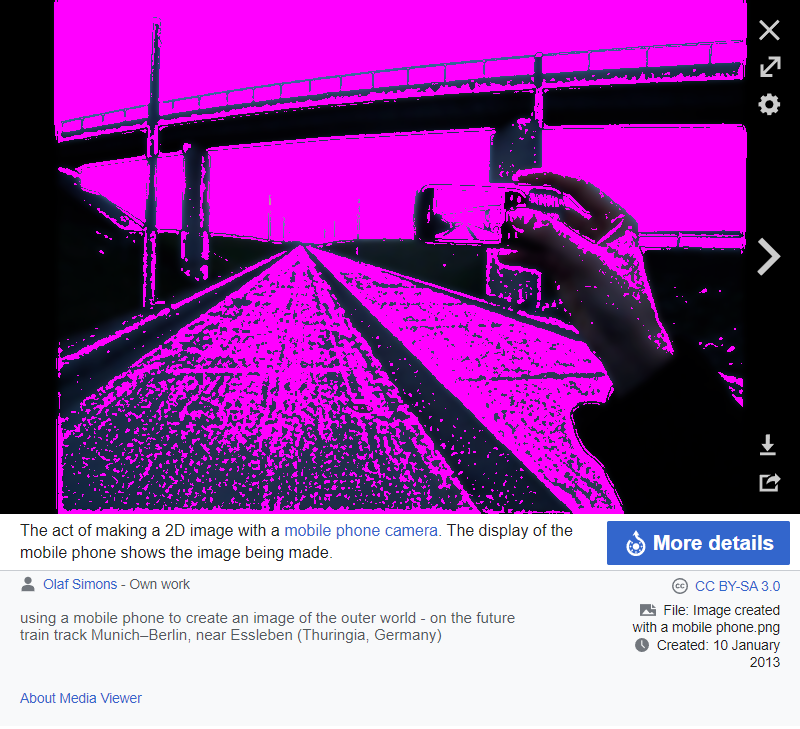 The act of making a 2D image with a mobile phone camera. The display of the
mobile phone shows the image being made.
More details
Olaf Simons - Own work
CC BY-SA 3.0
using a mobile phone to create an image of the outer world - on the future
train track Munich–Berlin, near Essleben (Thuringia, Germany)
File: Image created
with a mobile phone.png
Created: 10 January
2013
About Media Viewer